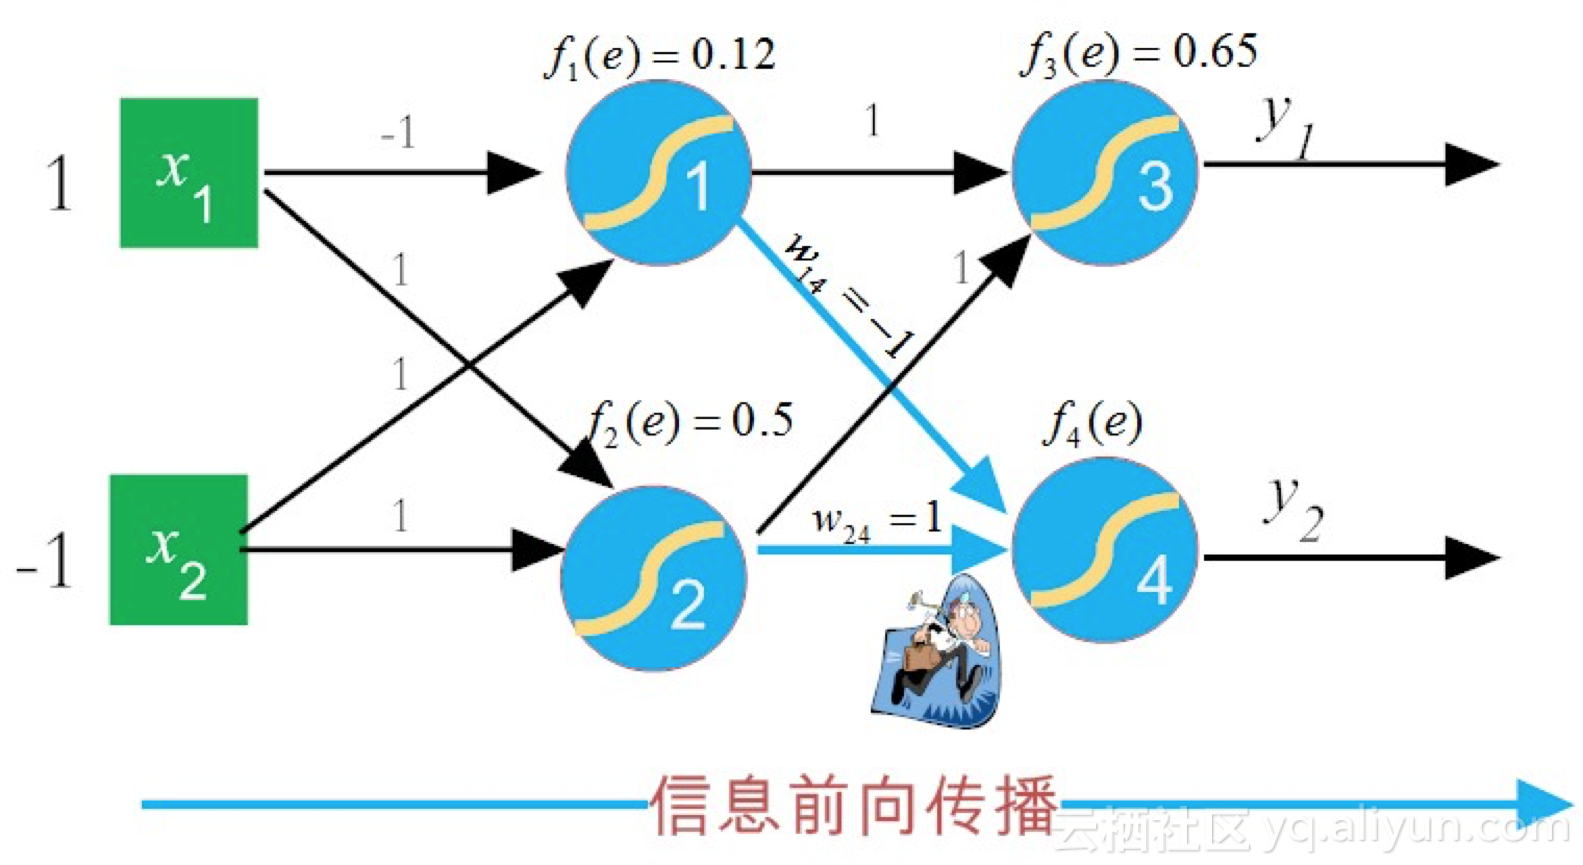 f₁(e) = 0.12
f₃(e) = 0.65
1
x₁
-1
1
1
1
3
y₁
w₁₄ = -1
1
1
f₂(e) = 0.5
f₄(e)
-1
x₂
1
2
w₂₄ = 1
4
y₂
信息前向传播
云栖社区 yq.aliyun.com